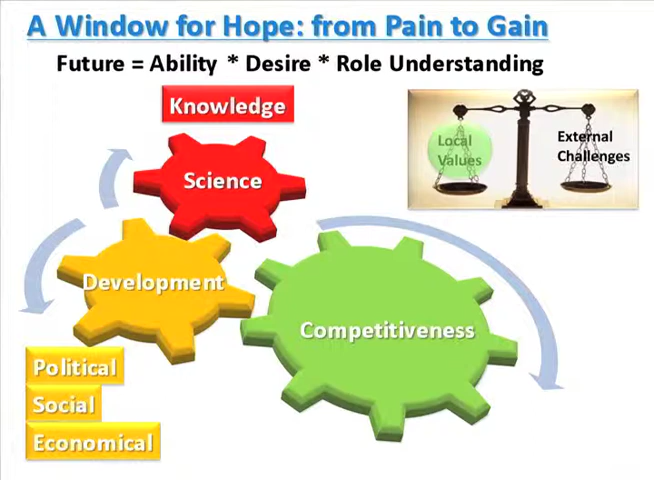 A Window for Hope: from Pain to Gain
Future = Ability * Desire * Role Understanding
Knowledge
Science
Local
Values
External
Challenges
Development
Competitiveness
Political
Social
Economical